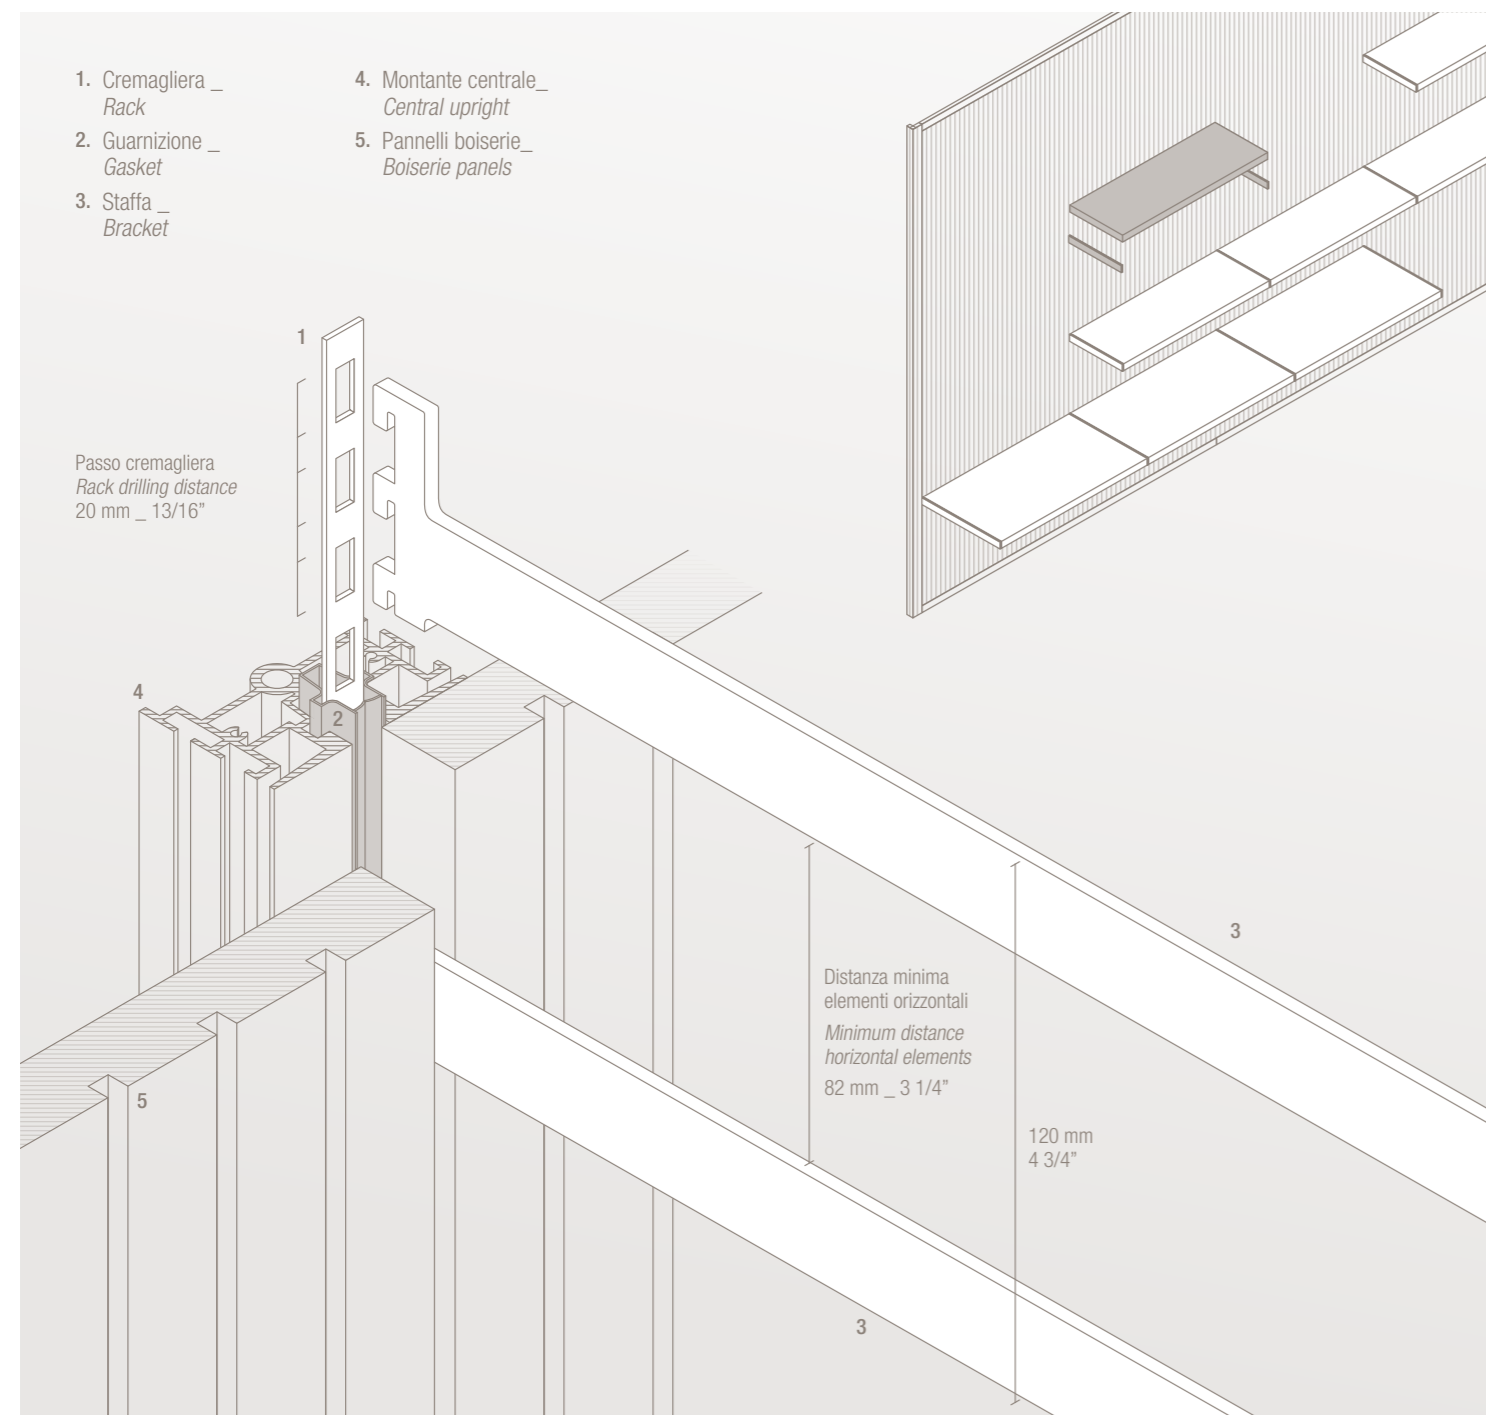 1. Cremagliera _
Rack
2. Guarnizione _
Gasket
3. Staffa _
Bracket
4. Montante centrale_
Central upright
5. Pannelli boiserie_
Boiserie panels
1
Passo cremagliera
Rack drilling distance
20 mm _ 13/16”
4
2
3
Distanza minima
elementi orizzontali
Minimum distance
horizontal elements
82 mm _ 3 1/4”
5
120 mm
4 3/4”
3